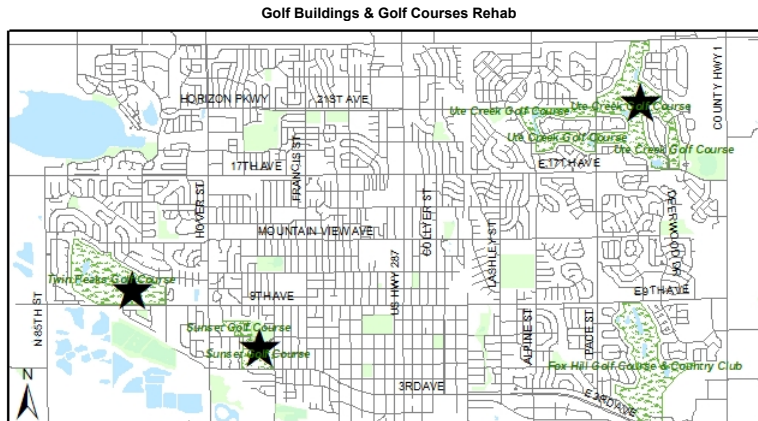 Golf Buildings & Golf Courses Rehab
COUNTY HWY 1
HORIZON PKWY
21ST AVE
Ute Creek Golf Course
Ute Creek Golf Course
Ute Creek Golf Course
Ute Creek Golf Course
17TH AVE
FRANCIS ST
E 17TH AVE
HOVER ST
COLLYER ST
DEERWOOD DR
MOUNTAIN VIEW AVE
LASHLEY ST
US HWY 287
Twin Peaks Golf Course
9TH AVE
E 9TH AVE
N 85TH ST
Sunset Golf Course
Sunset Golf Course
ALPINE ST
PACE ST
Fox Hill Golf Course & Country Club
N
3RD AVE
E 3RD AVE